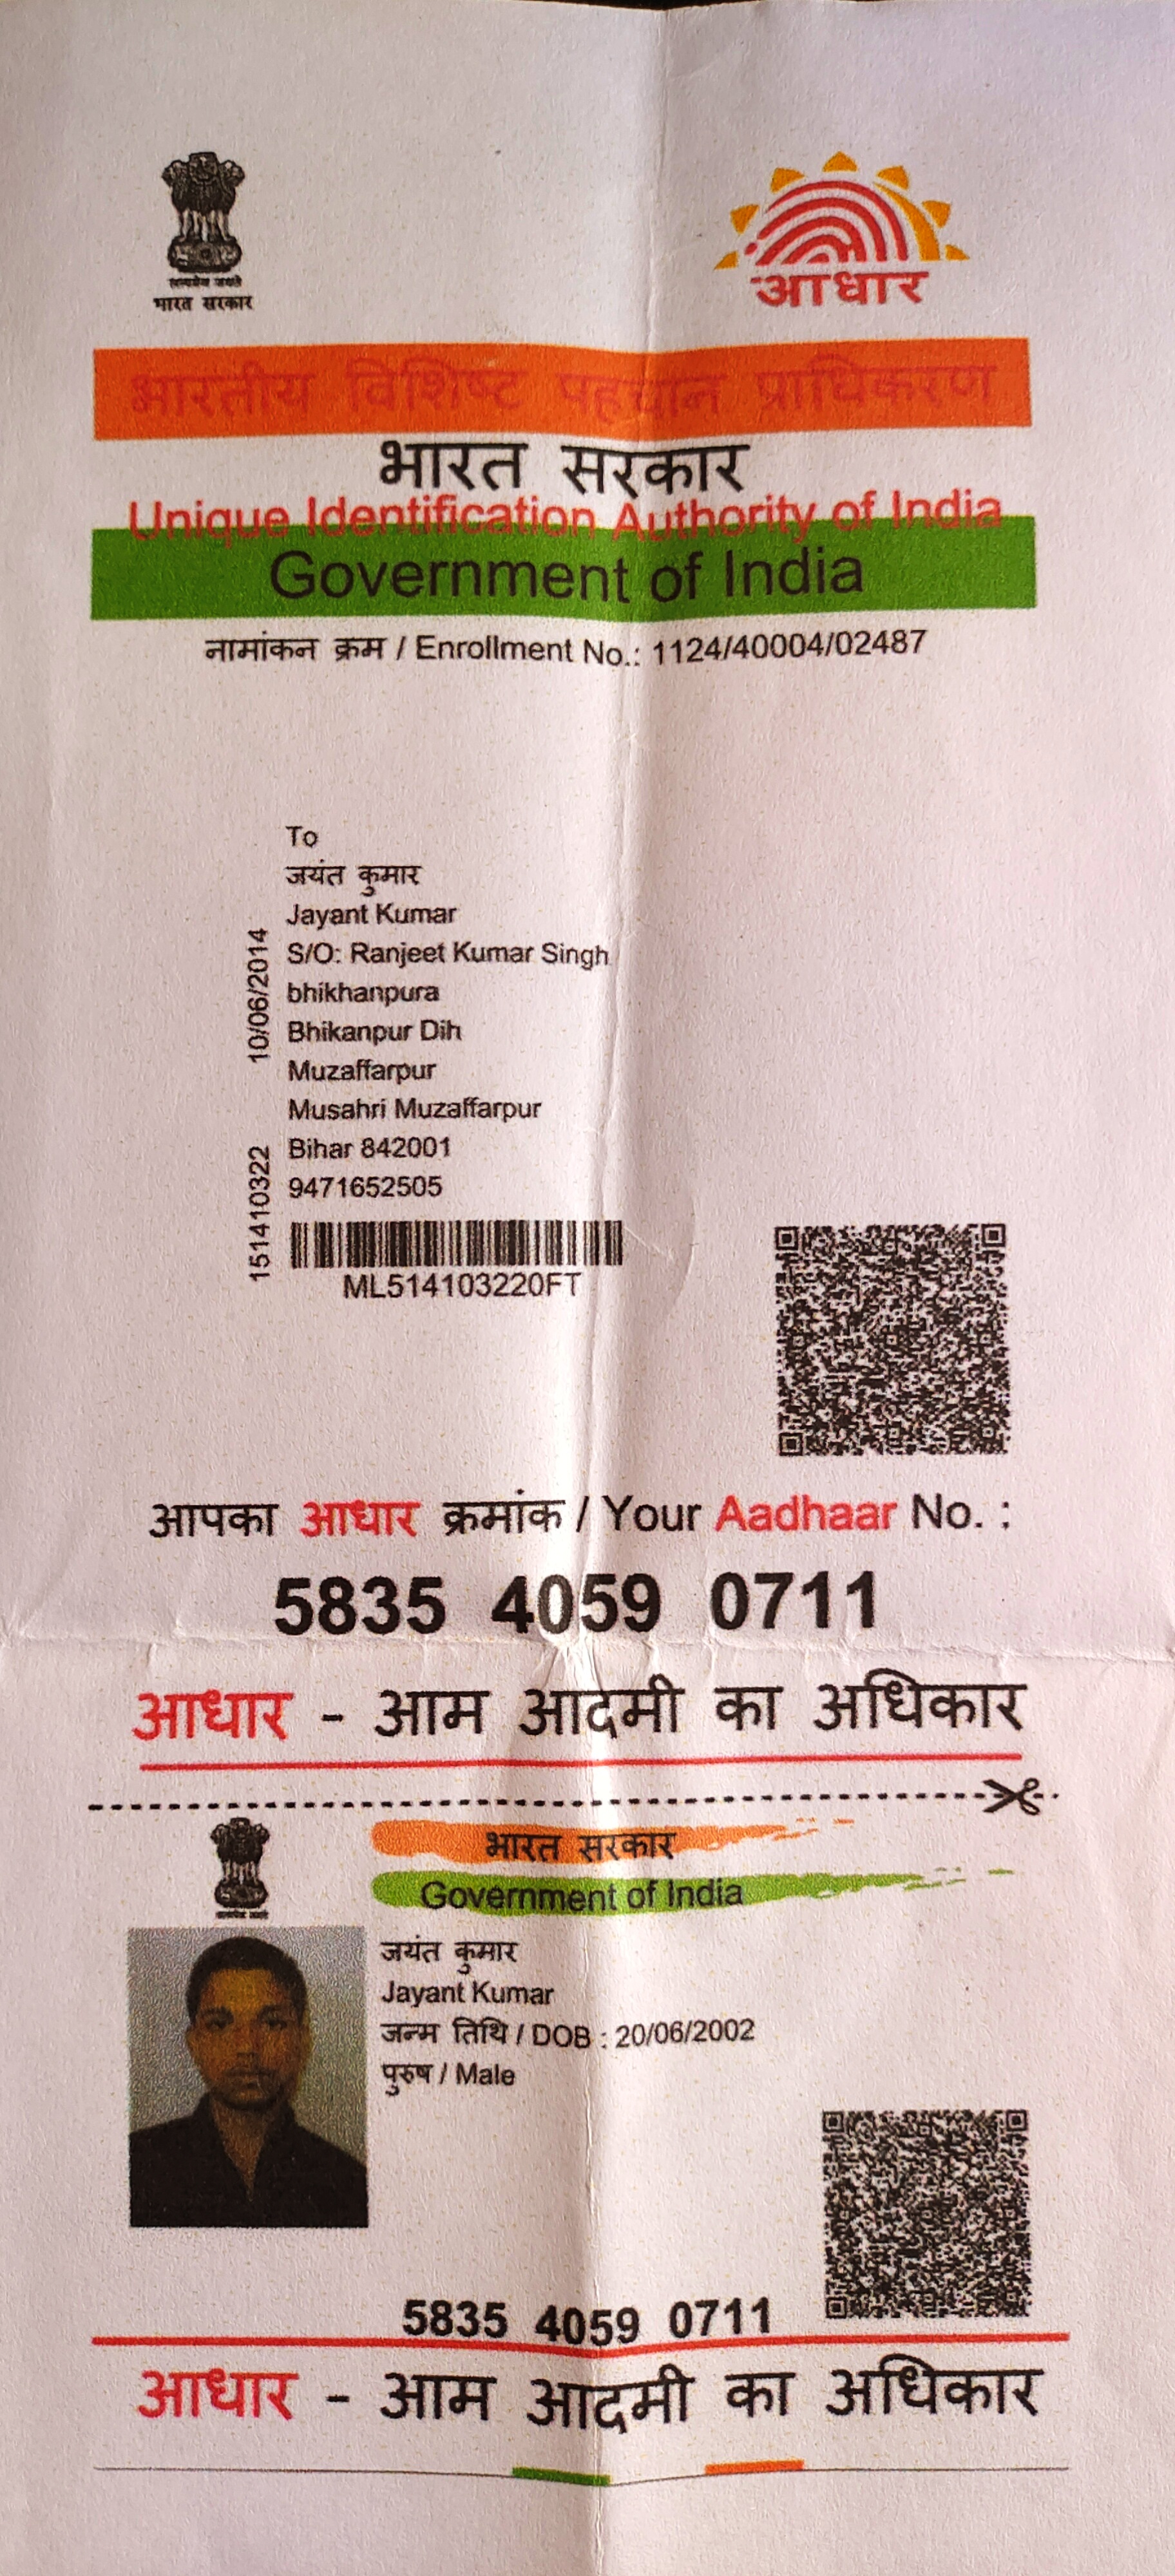 भारत सरकार
आधार
भारतीय विशिष्ट पहचान प्राधिकरण
भारत सरकार
Unique Identification Authority of India
Government of India
नामांकन क्रम / Enrollment No.: 1124/40004/02487
To
जयंत कुमार
Jayant Kumar
S/O: Ranjeet Kumar Singh
bhikhanpura
Bhikanpur Dih
Muzaffarpur
Musahri Muzaffarpur
Bihar 842001
9471652505
10/06/2014
151410322
ML514103220FT
आपका आधार क्रमांक / Your Aadhaar No. :
5835 4059 0711
आधार - आम आदमी का अधिकार
भारत सरकार
Government of India
जयंत कुमार
Jayant Kumar
जन्म तिथि / DOB : 20/06/2002
पुरुष / Male
5835 4059 0711
आधार - आम आदमी का अधिकार